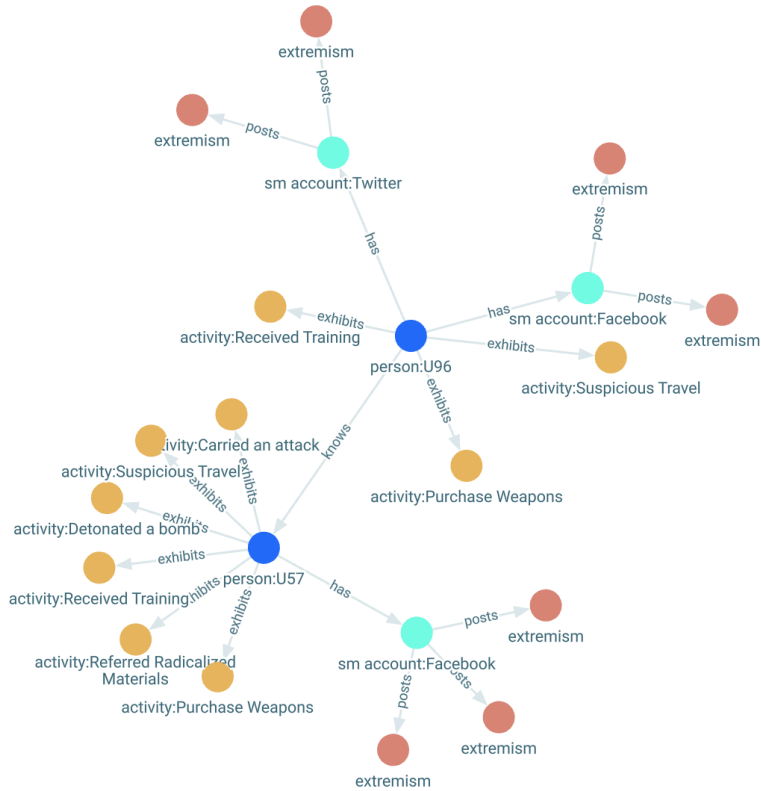 extremism
posts
extremism
posts
sm account:Twitter
extremism
has
posts
posts
exhibits
has
sm account:Facebook
activity:Received Training
extremism
exhibits
person:U96
activity:Suspicious Travel
exhibits
knows
ivity:Carried an attack
activity:Suspicious Travel
exhibits
exhibits
activity:Purchase Weapons
exhibits
activity:Detonated a bomb
exhibits
person:U57
has
activity:Received Training
hibits
exhibits
posts
extremism
activity:Referred Radicalized
Materials
sm account:Facebook
osts
posts
activity:Purchase Weapons
extremism
extremism